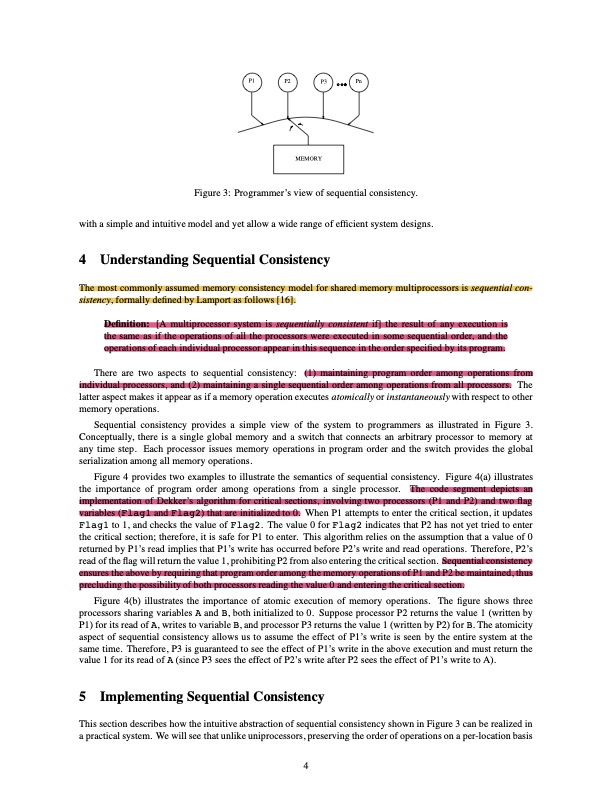 P1 P2 P3 Pn
MEMORY
Figure 3: Programmer's view of sequential consistency.
with a simple and intuitive model and yet allow a wide range of efficient system designs.
4 Understanding Sequential Consistency
The most commonly assumed memory consistency model for shared memory multiprocessors is sequential con-
sistency, formally defined by Lamport as follows [16].
Definition: [A multiprocessor system is sequentially consistent if] the result of any execution is
the same as if the operations of all the processors were executed in some sequential order, and the
operations of each individual processor appear in this sequence in the order specified by its program.
There are two aspects to sequential consistency: (1) maintaining program order among operations from
individual processors, and (2) maintaining a single sequential order among operations from all processors. The
latter aspect makes it appear as if a memory operation executes atomically or instantaneously with respect to other
memory operations.
Sequential consistency provides a simple view of the system to programmers as illustrated in Figure 3.
Conceptually, there is a single global memory and a switch that connects an arbitrary processor to memory at
any time step. Each processor issues memory operations in program order and the switch provides the global
serialization among all memory operations.
Figure 4 provides two examples to illustrate the semantics of sequential consistency. Figure 4(a) illustrates
the importance of program order among operations from a single processor. The code segment depicts an
implementation of Dekker's algorithm for critical sections, involving two processors (P1 and P2) and two flag
variables (Flag1 and Flag2) that are initialized to 0. When P1 attempts to enter the critical section, it updates
Flag1 to 1, and checks the value of Flag2. The value 0 for Flag2 indicates that P2 has not yet tried to enter
the critical section; therefore, it is safe for P1 to enter. This algorithm relies on the assumption that a value of 0
returned by P1's read implies that P1's write has occurred before P2's write and read operations. Therefore, P2's
read of the flag will return the value 1, prohibiting P2 from also entering the critical section. Sequential consistency
ensures the above by requiring that program order among the memory operations of P1 and P2 be maintained, thus
precluding the possibility of both processors reading the value 0 and entering the critical section.
Figure 4(b) illustrates the importance of atomic execution of memory operations. The figure shows three
processors sharing variables A and B, both initialized to 0. Suppose processor P2 returns the value 1 (written by
P1) for its read of A, writes to variable B, and processor P3 returns the value 1 (written by P2) for B. The atomicity
aspect of sequential consistency allows us to assume the effect of P1's write is seen by the entire system at the
same time. Therefore, P3 is guaranteed to see the effect of P1's write in the above execution and must return the
value 1 for its read of A (since P3 sees the effect of P2's write after P2 sees the effect of P1's write to A).
5 Implementing Sequential Consistency
This section describes how the intuitive abstraction of sequential consistency shown in Figure 3 can be realized in
a practical system. We will see that unlike uniprocessors, preserving the order of operations on a per-location basis
4